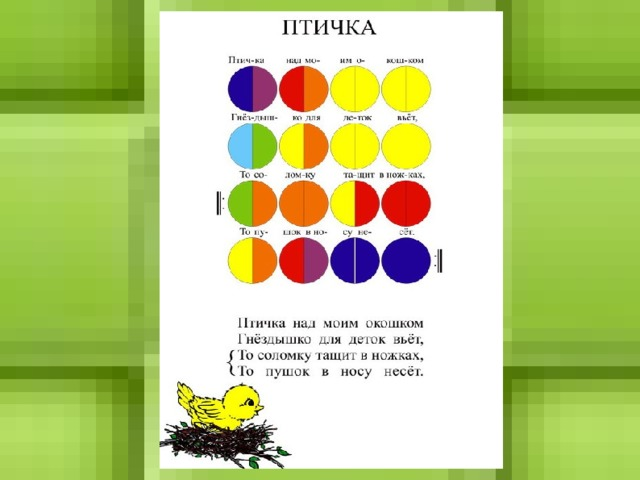 ПТИЧКА
Птич-ка над мо- им о- кош-ком
Гнёз-дыш- ко для де-ток вьёт,
То со- лом-ку та-щит в нож-ках,
То пу- шок в но- су не- сёт.
Птичка над моим окошком
Гнёздышко для деток вьёт,
То соломку тащит в ножках,
То пушок в носу несёт.